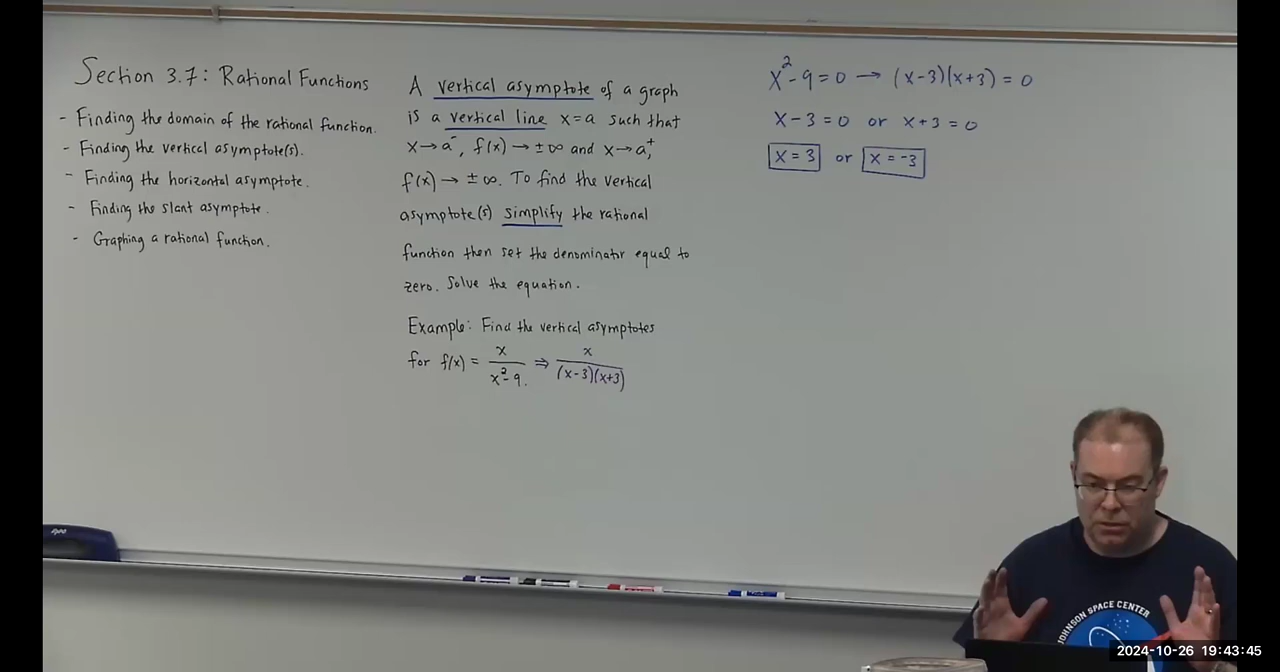 Section 3.7: Rational Functions
- Finding the domain of the rational function.
- Finding the vertical asymptote(s).
- Finding the horizontal asymptote.
- Finding the slant asymptote.
- Graphing a rational function.
A vertical asymptote of a graph
is a vertical line x=a such that
x→a⁻, f(x)→±∞ and x→a⁺,
f(x)→±∞. To find the vertical
asymptote(s) simplify the rational
function then set the denominator equal to
zero. Solve the equation.
Example: Find the vertical asymptotes
for f(x) = x/(x²-9). ⇒ x/((x-3)(x+3))
x²-9=0 → (x-3)(x+3)=0
x-3=0 or x+3=0
x=3 or x=-3
expo
JOHNSON SPACE CENTER
2024-10-26 19:43:45